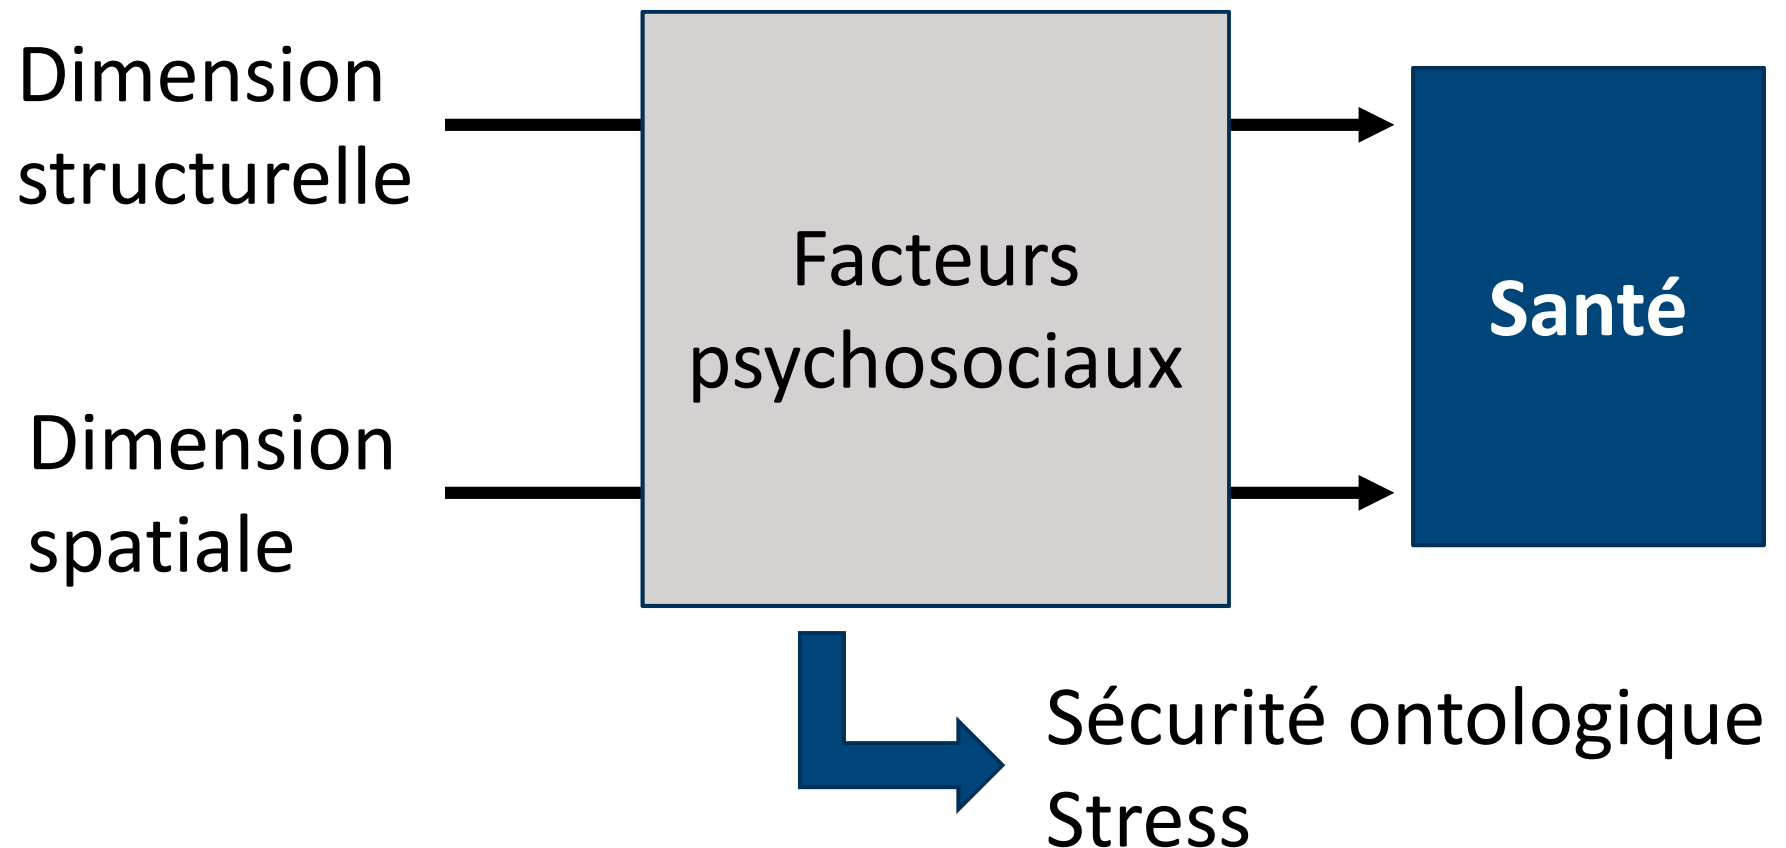 Dimension
structurelle
Facteurs
psychosociaux
Santé
Dimension
spatiale
Sécurité ontologique
Stress